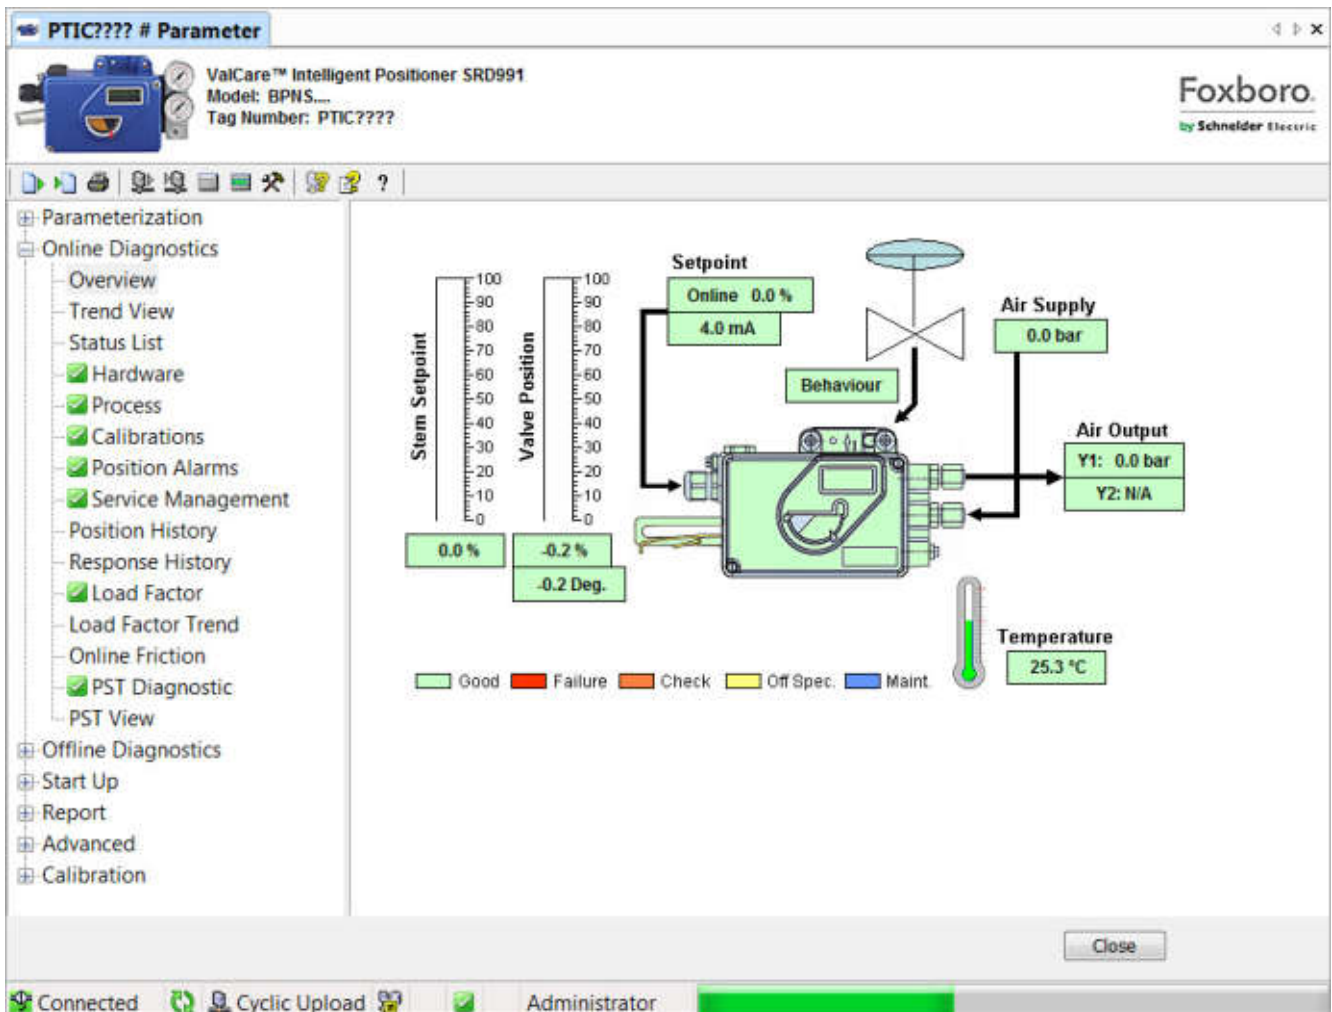 PTIC???? # Parameter
ValCare™ Intelligent Positioner SRD991
Model: BPNS....
Tag Number: PTIC????
Foxboro.
by Schneider Electric
?
Parameterization
Online Diagnostics
Overview
Trend View
Status List
Hardware
Process
Calibrations
Position Alarms
Service Management
Position History
Response History
Load Factor
Load Factor Trend
Online Friction
PST Diagnostic
PST View
Offline Diagnostics
Start Up
Report
Advanced
Calibration
Stem Setpoint
100
90
80
70
60
50
40
30
20
10
0
0.0 %
Valve Position
100
90
80
70
60
50
40
30
20
10
0
-0.2 %
-0.2 Deg.
Setpoint
Online 0.0 %
4.0 mA
Behaviour
Air Supply
0.0 bar
Air Output
Y1: 0.0 bar
Y2: N/A
Temperature
25.3 °C
Good Failure Check Off Spec. Maint.
Close
Connected Cyclic Upload Administrator